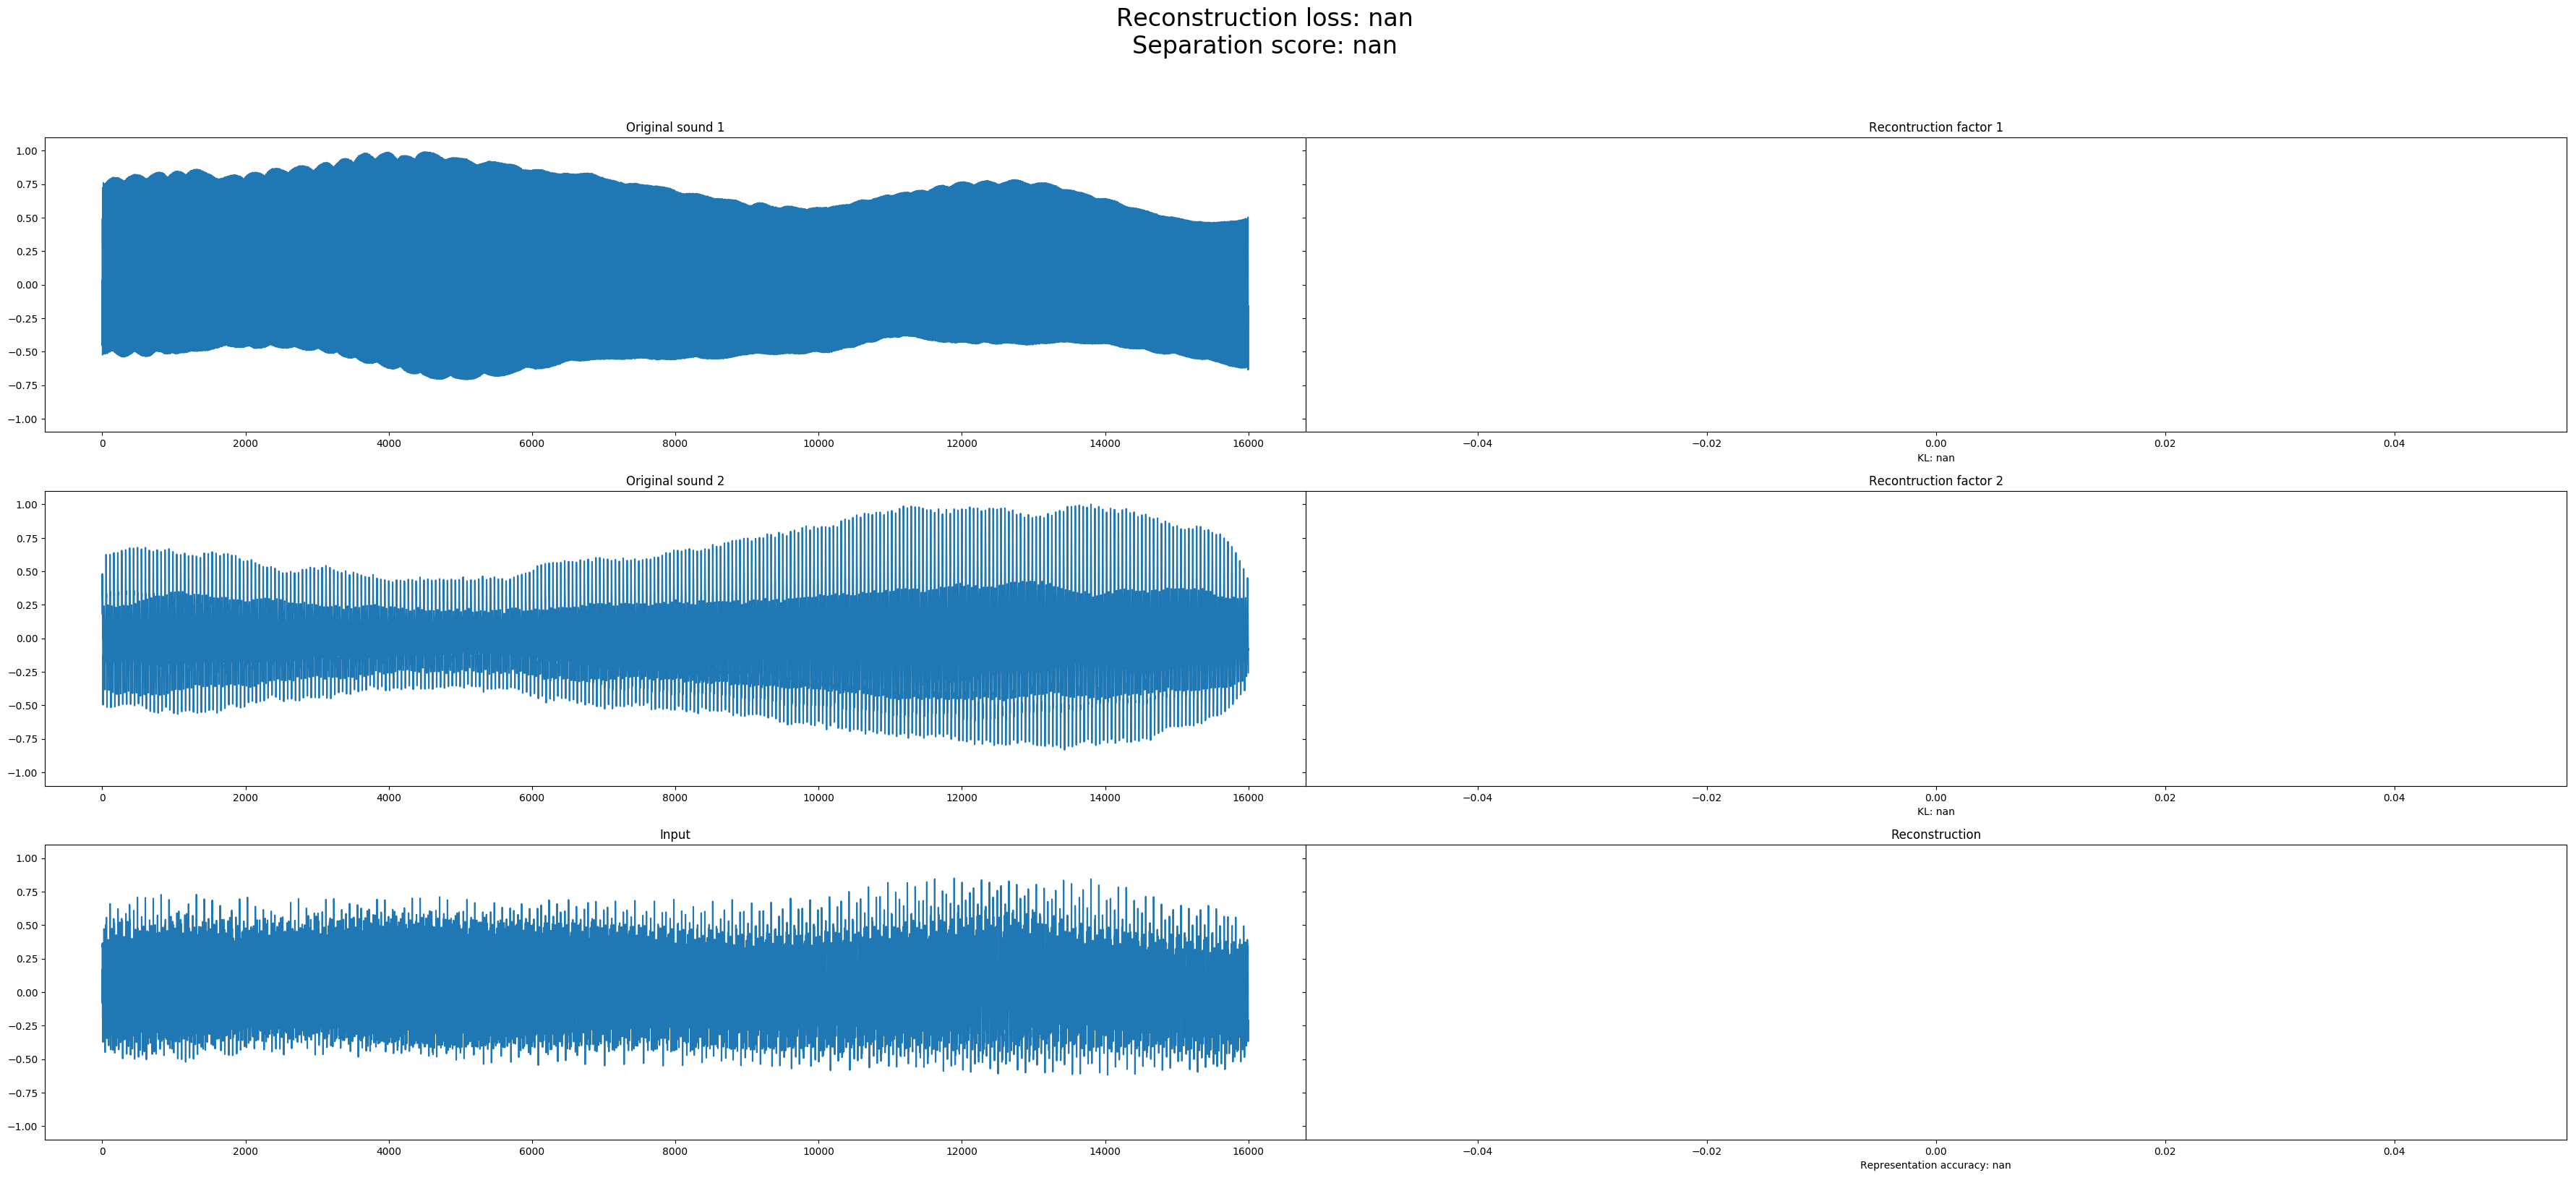 Reconstruction loss: nan
Separation score: nan
Original sound 1
Recontruction factor 1
1.00
0.75
0.50
0.25
0.00
−0.25
−0.50
−0.75
−1.00
0 2000 4000 6000 8000 10000 12000 14000 16000
−0.04 −0.02 0.00 0.02 0.04
KL: nan
Original sound 2
Recontruction factor 2
1.00
0.75
0.50
0.25
0.00
−0.25
−0.50
−0.75
−1.00
0 2000 4000 6000 8000 10000 12000 14000 16000
−0.04 −0.02 0.00 0.02 0.04
KL: nan
Input
Reconstruction
1.00
0.75
0.50
0.25
0.00
−0.25
−0.50
−0.75
−1.00
0 2000 4000 6000 8000 10000 12000 14000 16000
−0.04 −0.02 0.00 0.02 0.04
Representation accuracy: nan